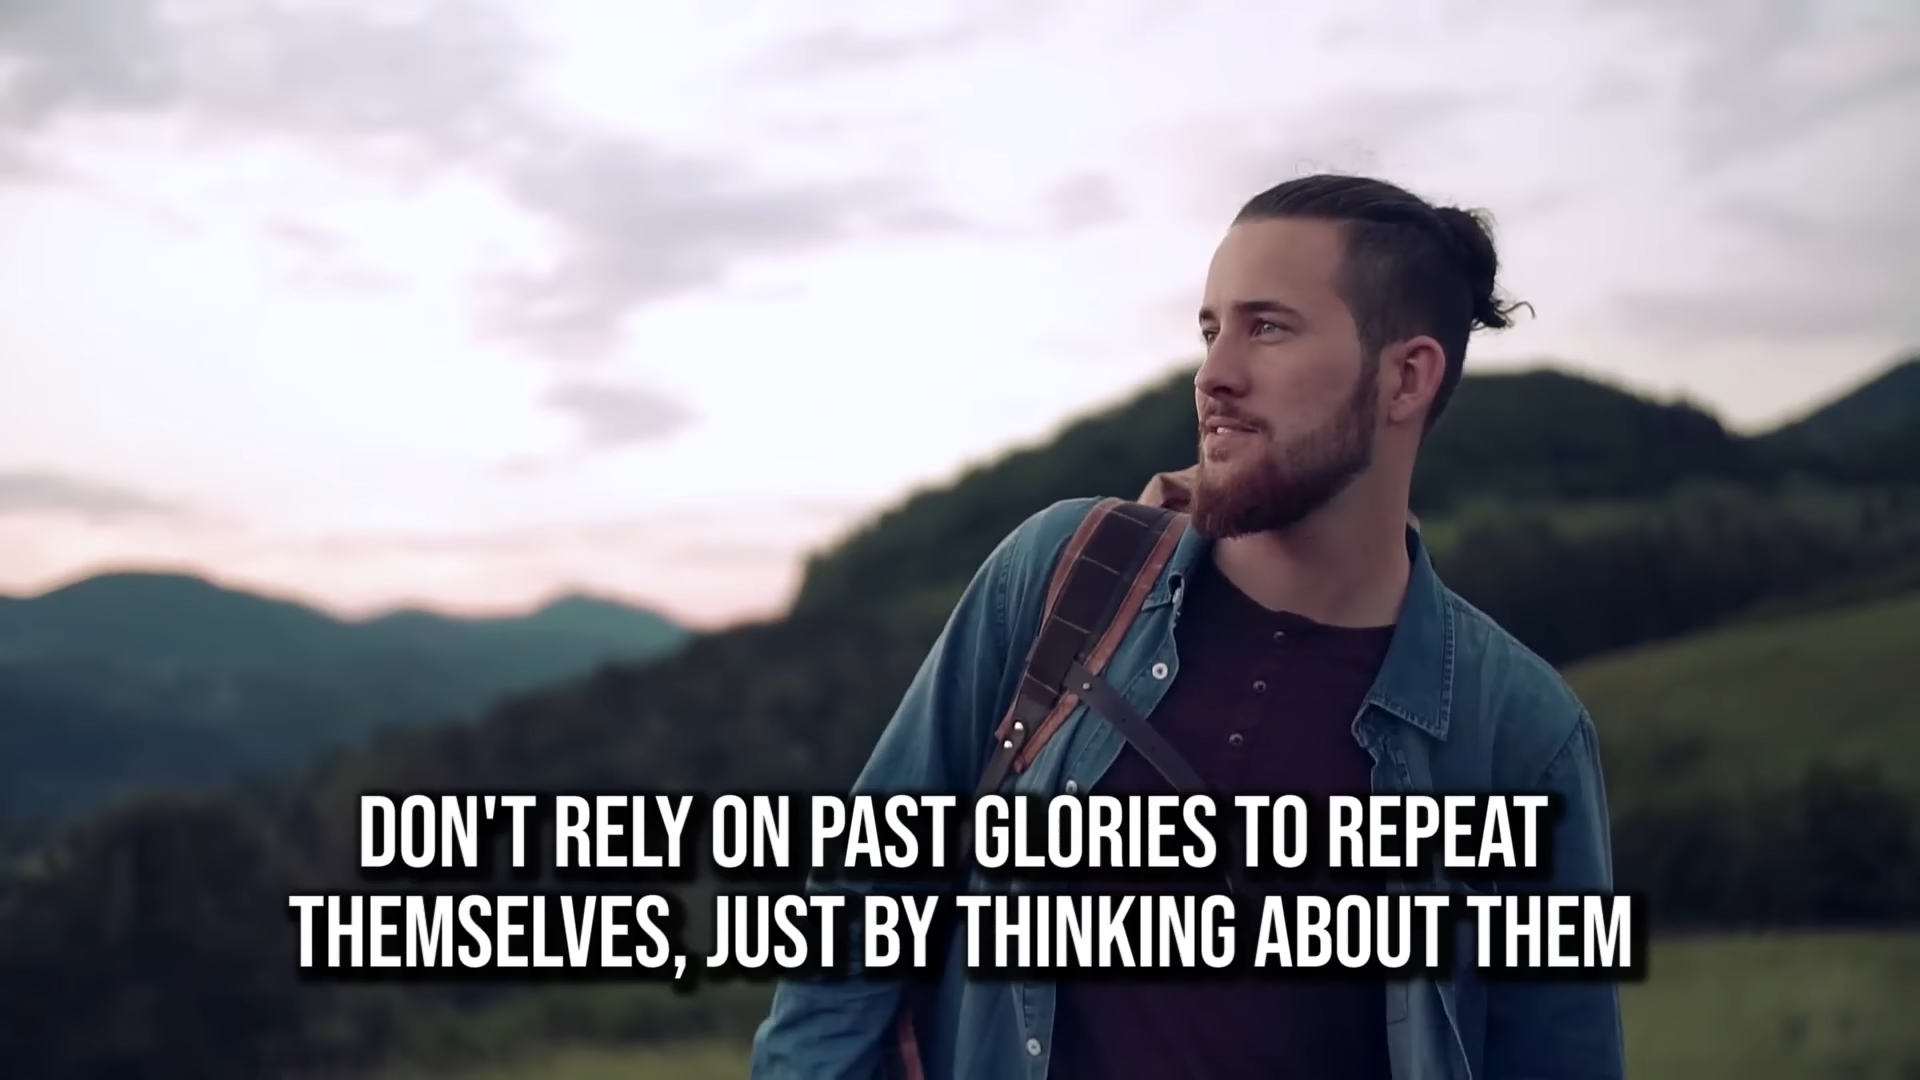 DON'T RELY ON PAST GLORIES TO REPEAT
THEMSELVES, JUST BY THINKING ABOUT THEM